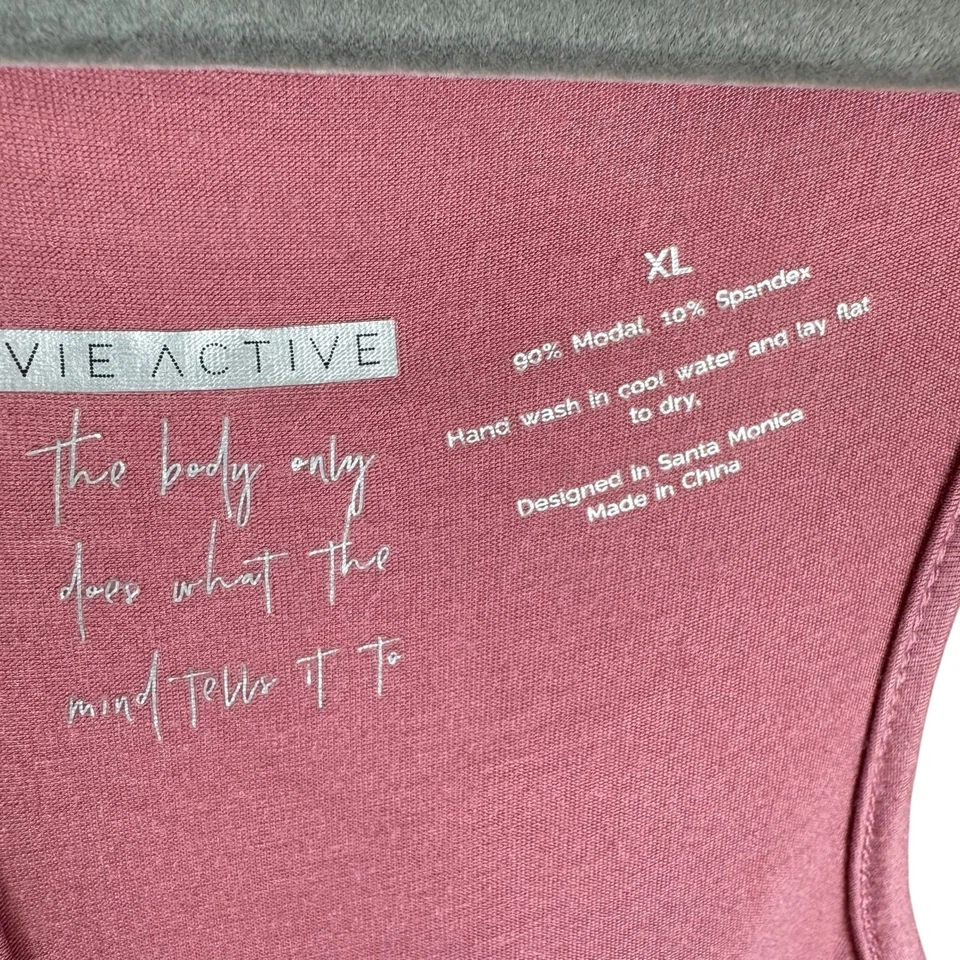 VIE ACTIVE
the body only
does what the
mind tells it to
XL
90% Modal, 10% Spandex
Hand wash in cool water and lay flat
to dry.
Designed in Santa Monica
Made in China